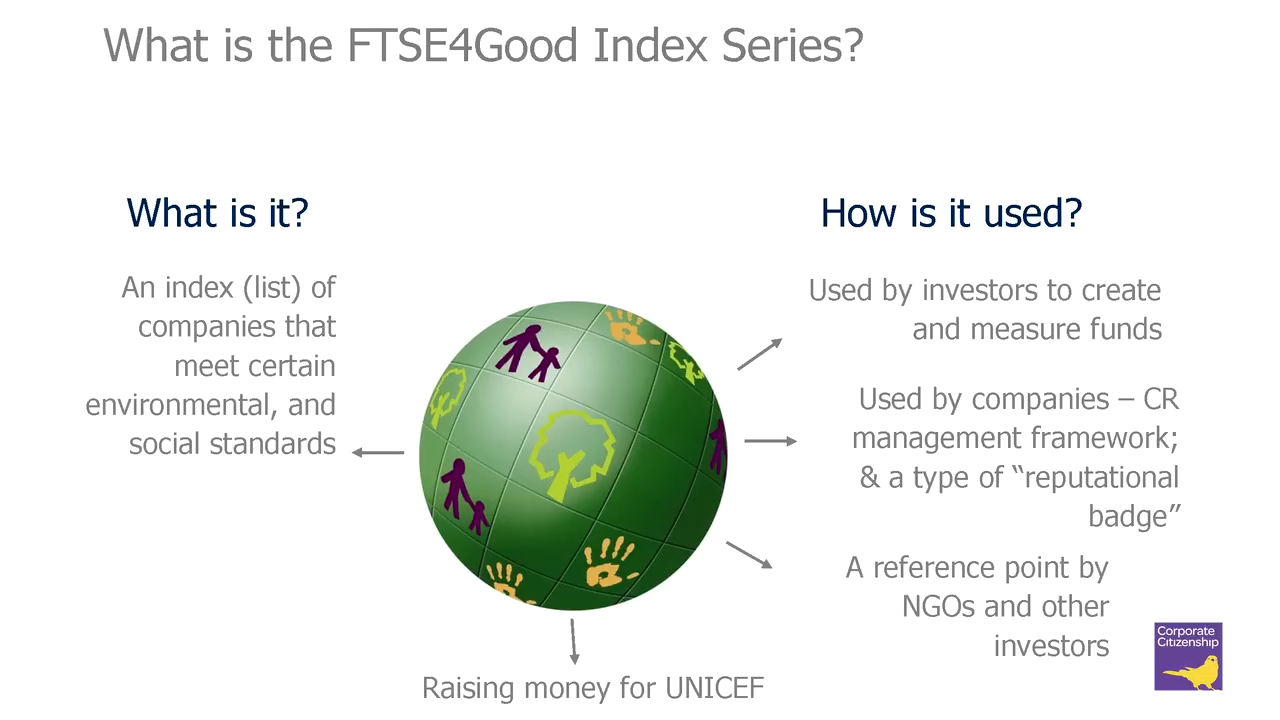 What is the FTSE4Good Index Series?
What is it?
An index (list) of
companies that
meet certain
environmental, and
social standards
How is it used?
Used by investors to create
and measure funds
Used by companies – CR
management framework;
& a type of “reputational
badge”
A reference point by
NGOs and other
investors
Raising money for UNICEF
Corporate
Citizenship